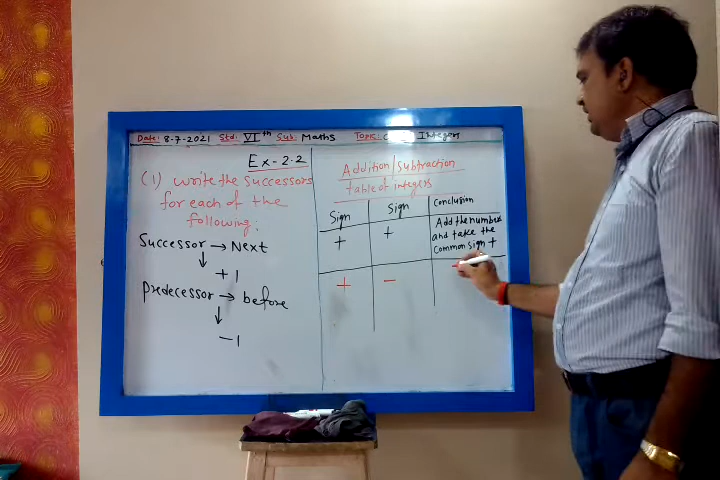 Date: 8-7-2021 Std: VIth Sub: Maths Topic: Integers
Ex-2.2
(1) Write the Successors
for each of the
following:
Successor → Next
↓
+1
Predecessor → before
↓
-1
Addition/Subtraction
table of integers
Sign Sign Conclusion
+ + Add the number
and take the
common sign +
+ -